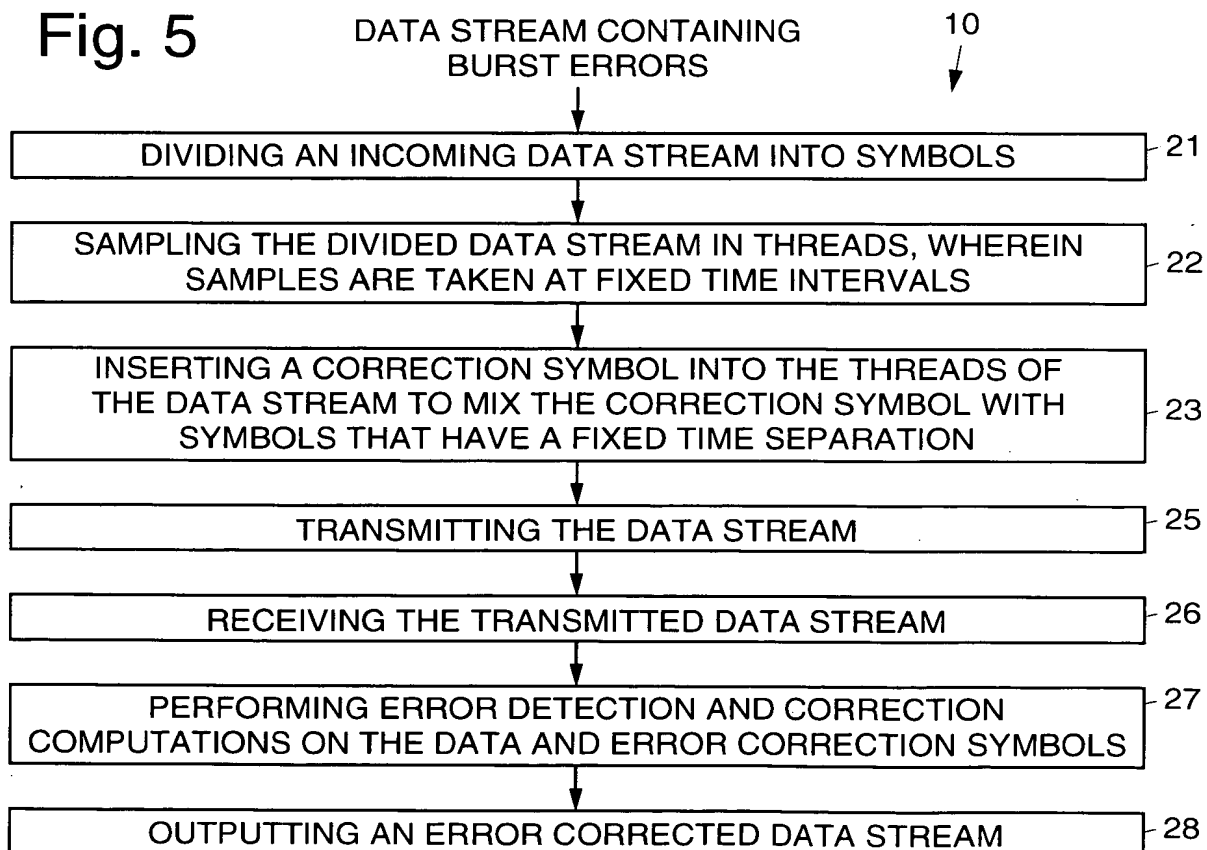 Fig. 5
DATA STREAM CONTAINING
BURST ERRORS
10
DIVIDING AN INCOMING DATA STREAM INTO SYMBOLS
21
SAMPLING THE DIVIDED DATA STREAM IN THREADS, WHEREIN
SAMPLES ARE TAKEN AT FIXED TIME INTERVALS
22
INSERTING A CORRECTION SYMBOL INTO THE THREADS OF
THE DATA STREAM TO MIX THE CORRECTION SYMBOL WITH
SYMBOLS THAT HAVE A FIXED TIME SEPARATION
23
TRANSMITTING THE DATA STREAM
25
RECEIVING THE TRANSMITTED DATA STREAM
26
PERFORMING ERROR DETECTION AND CORRECTION
COMPUTATIONS ON THE DATA AND ERROR CORRECTION SYMBOLS
27
OUTPUTTING AN ERROR CORRECTED DATA STREAM
28